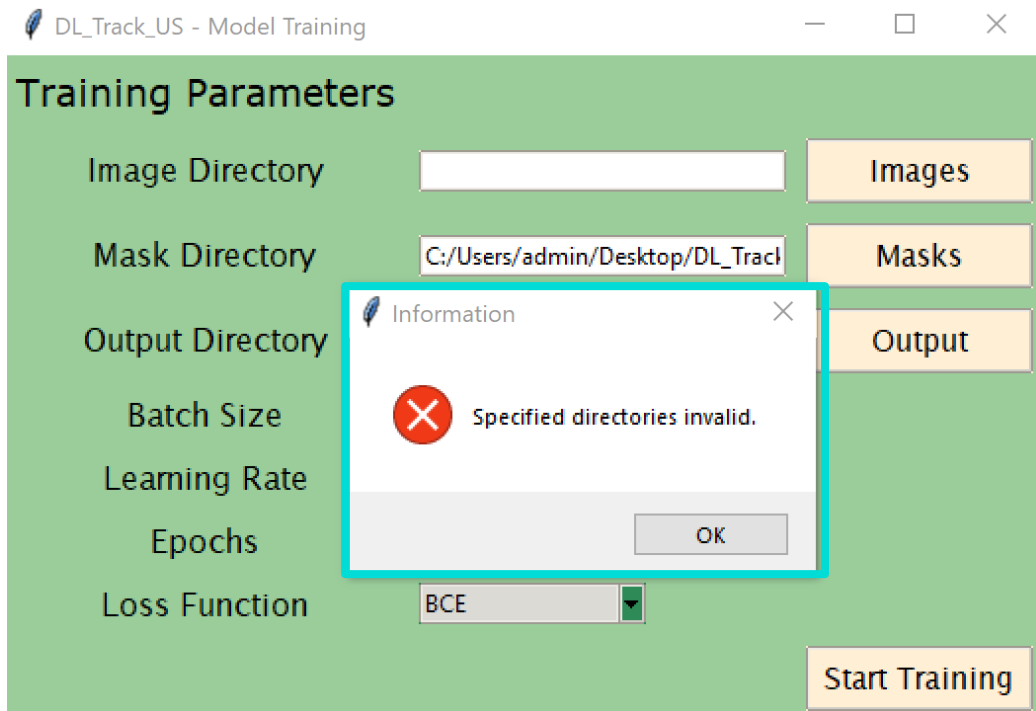 DL_Track_US - Model Training
Training Parameters
Image Directory
Images
Mask Directory
C:/Users/admin/Desktop/DL_Track
Masks
Information
Output Directory
Output
Specified directories invalid.
Batch Size
Learning Rate
OK
Epochs
Loss Function
BCE
Start Training